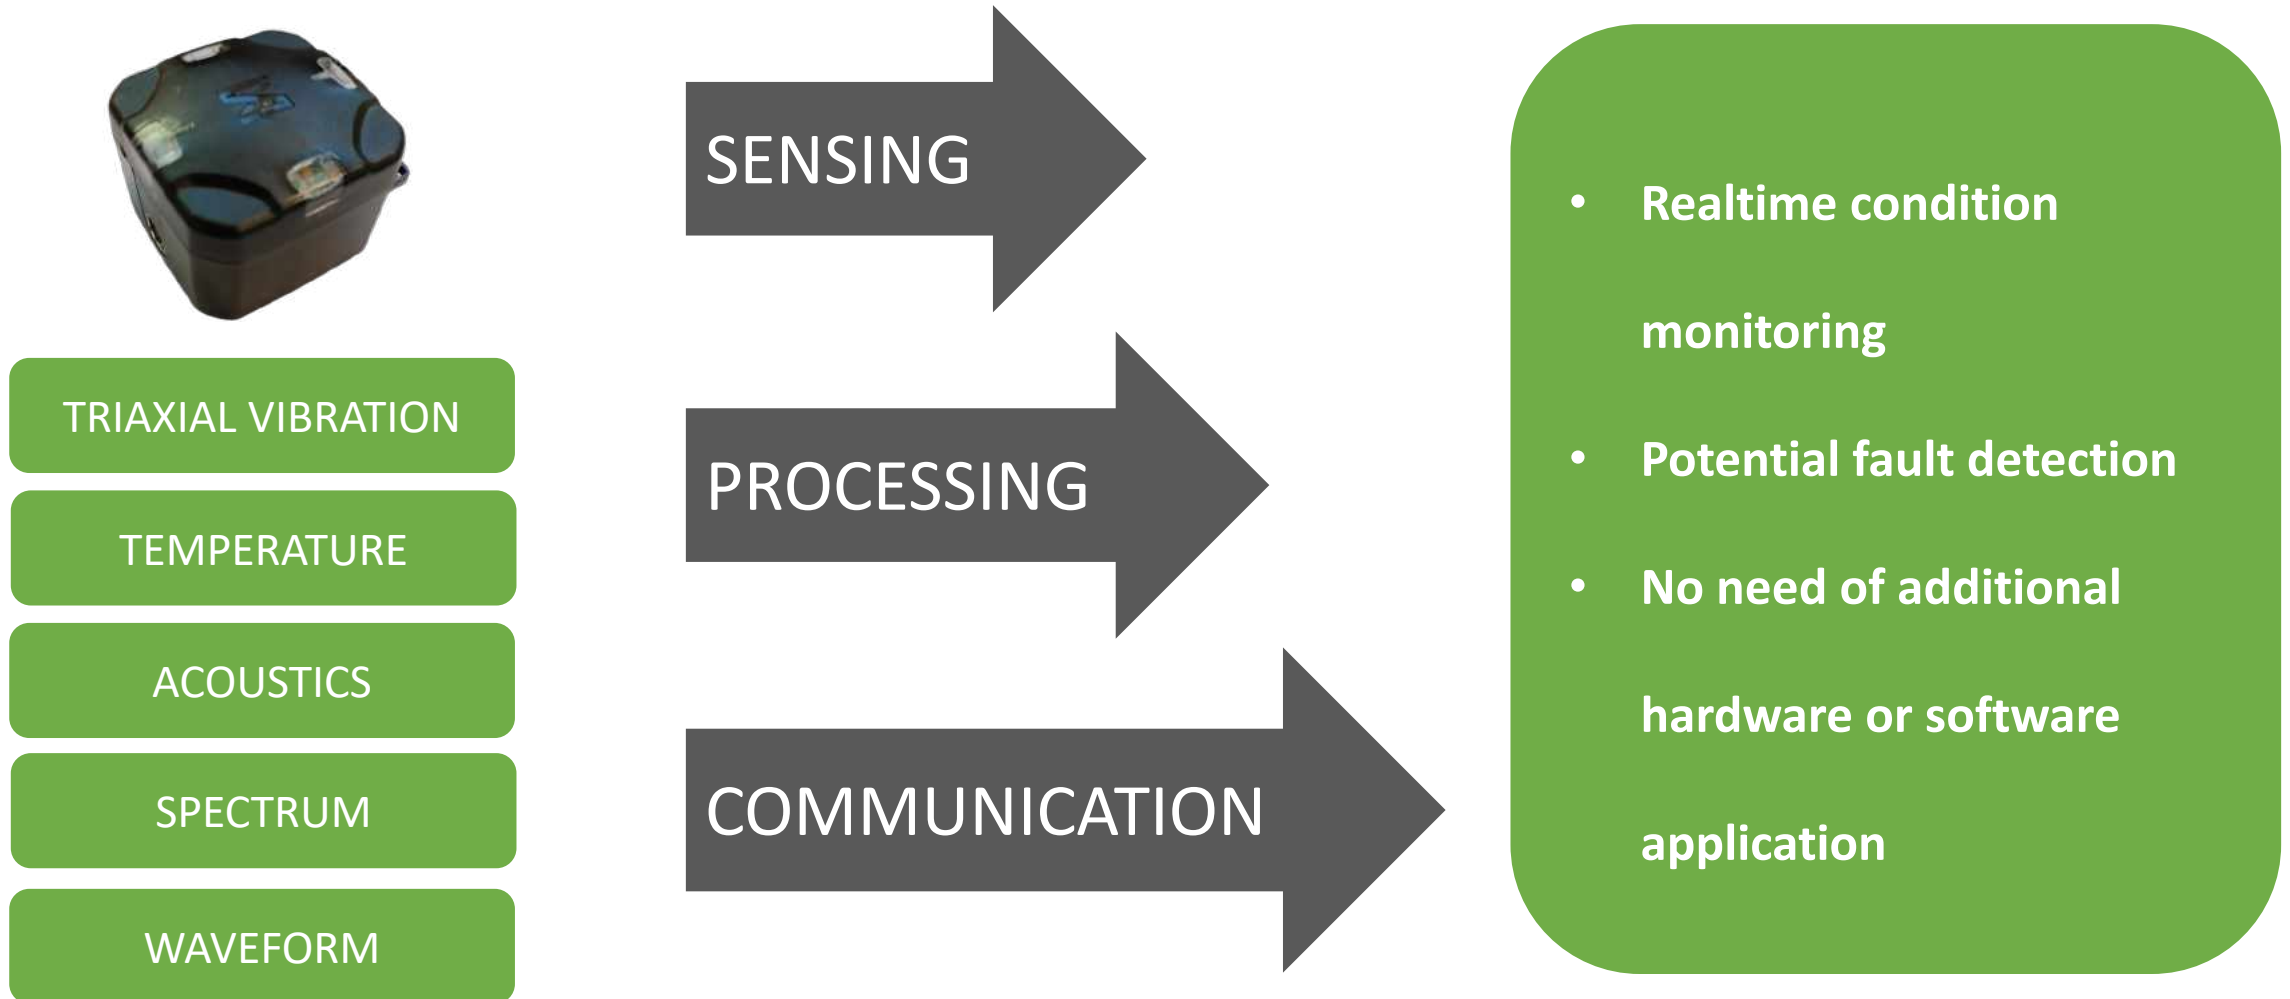 TRIAXIAL VIBRATION
TEMPERATURE
ACOUSTICS
SPECTRUM
WAVEFORM
SENSING
PROCESSING
COMMUNICATION
• Realtime condition
monitoring
• Potential fault detection
• No need of additional
hardware or software
application